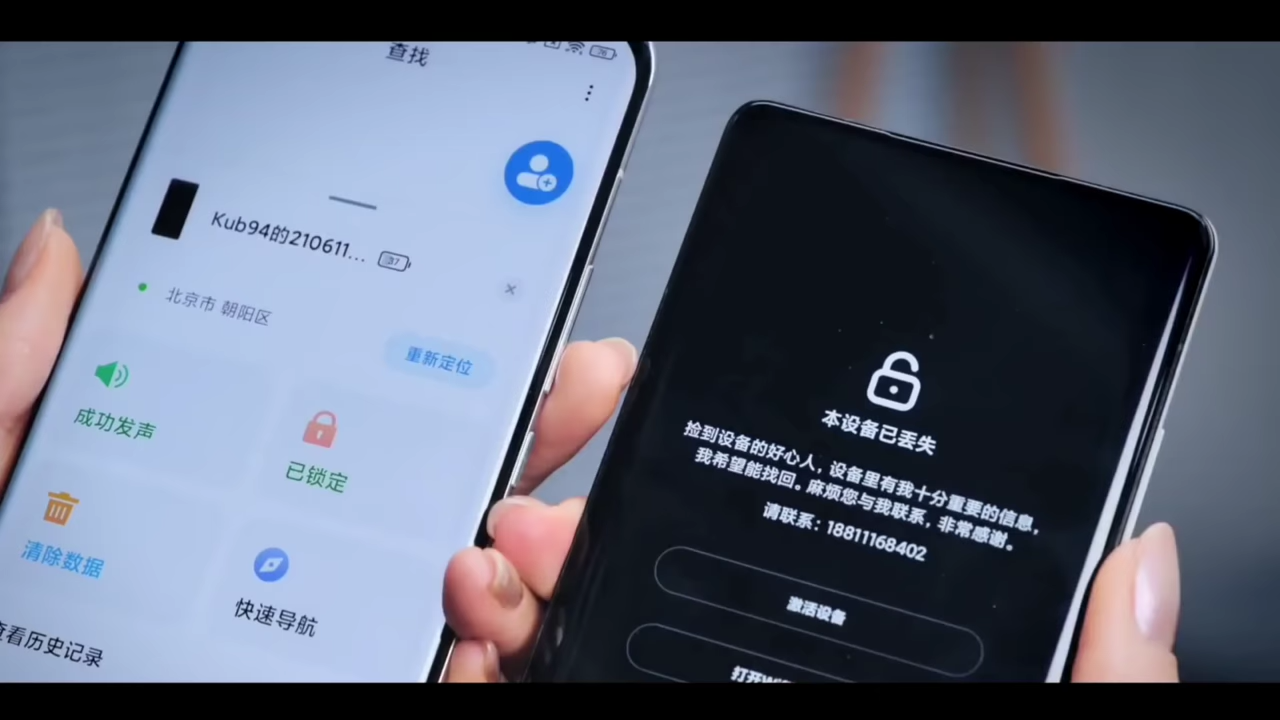 查找
Kub94的210611...
37
北京市 朝阳区
重新定位
成功发声
已锁定
清除数据
快速导航
查看历史记录
本设备已丢失
捡到设备的好心人，设备里有我十分重要的信息，
我希望能找回。麻烦您与我联系，非常感谢。
请联系：18811168402
激活设备
打开W